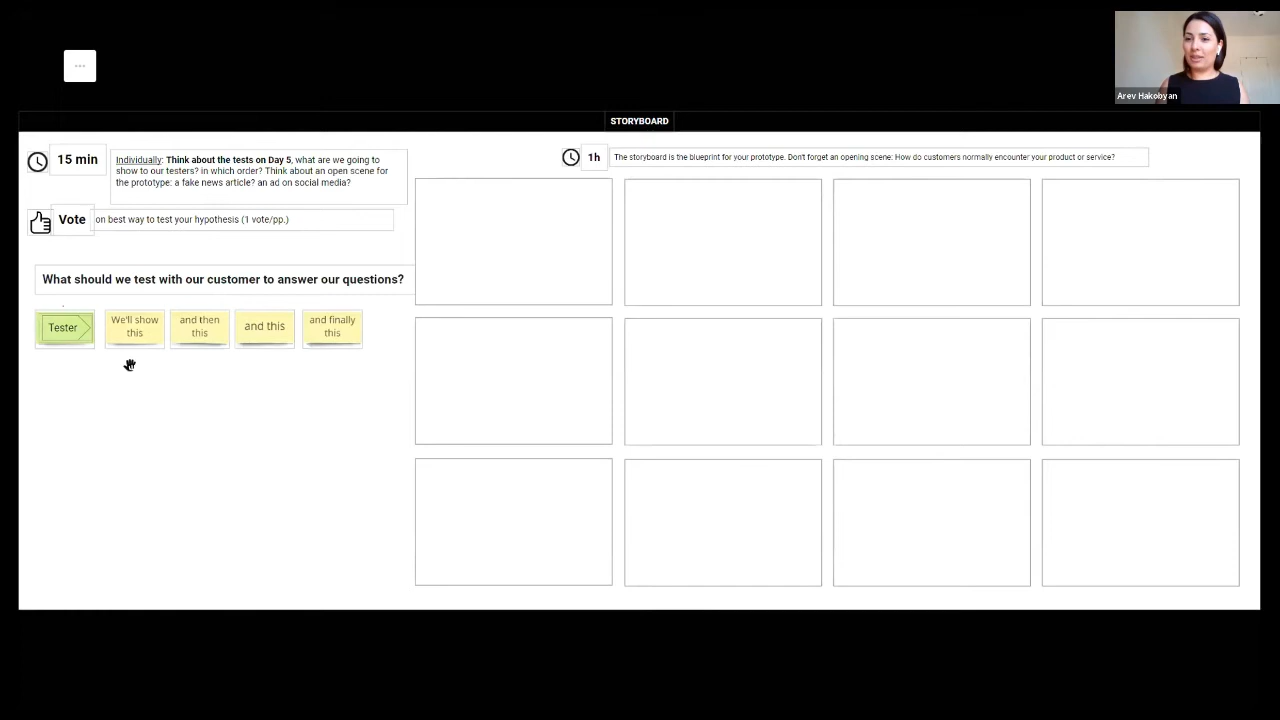 ...
Arev Hakobyan
STORYBOARD
15 min
Individually: Think about the tests on Day 5, what are we going to
show to our testers? in which order? Think about an open scene for
the prototype: a fake news article? an ad on social media?
1h
The storyboard is the blueprint for your prototype. Don't forget an opening scene: How do customers normally encounter your product or service?
Vote
on best way to test your hypothesis (1 vote/pp.)
What should we test with our customer to answer our questions?
Tester
We'll show
this
and then
this
and this
and finally
this